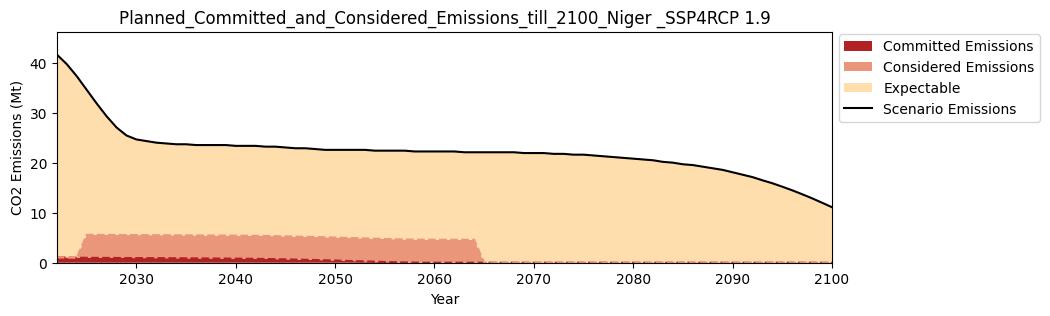 Planned_Committed_and_Considered_Emissions_till_2100_Niger _SSP4RCP 1.9
Committed Emissions
Considered Emissions
Expectable
Scenario Emissions
CO2 Emissions (Mt)
40
30
20
10
0
2030 2040 2050 2060 2070 2080 2090 2100
Year